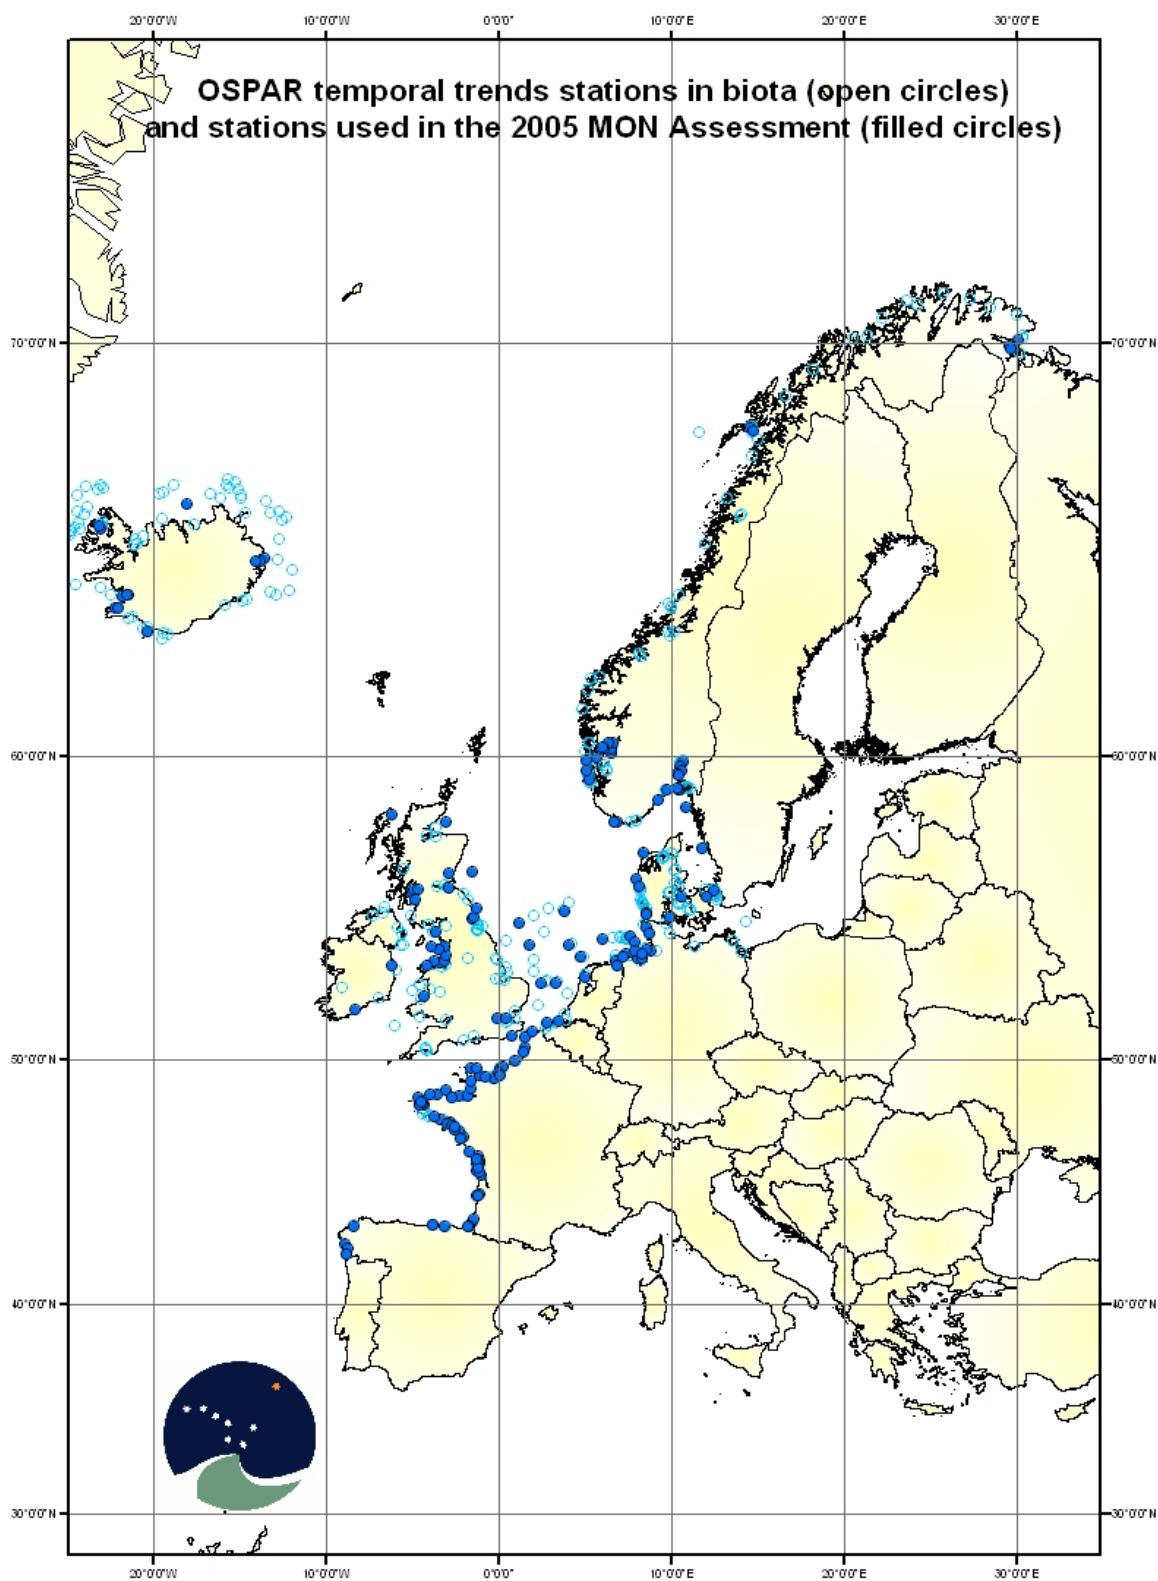 20°0'0"W 10°0'0"W 0°0'0" 10°0'0"E 20°0'0"E 30°0'0"E
OSPAR temporal trends stations in biota (open circles)
and stations used in the 2005 MON Assessment (filled circles)
70°0'0"N 70°0'0"N
60°0'0"N 60°0'0"N
50°0'0"N 50°0'0"N
40°0'0"N 40°0'0"N
30°0'0"N 30°0'0"N
20°0'0"W 10°0'0"W 0°0'0" 10°0'0"E 20°0'0"E 30°0'0"E